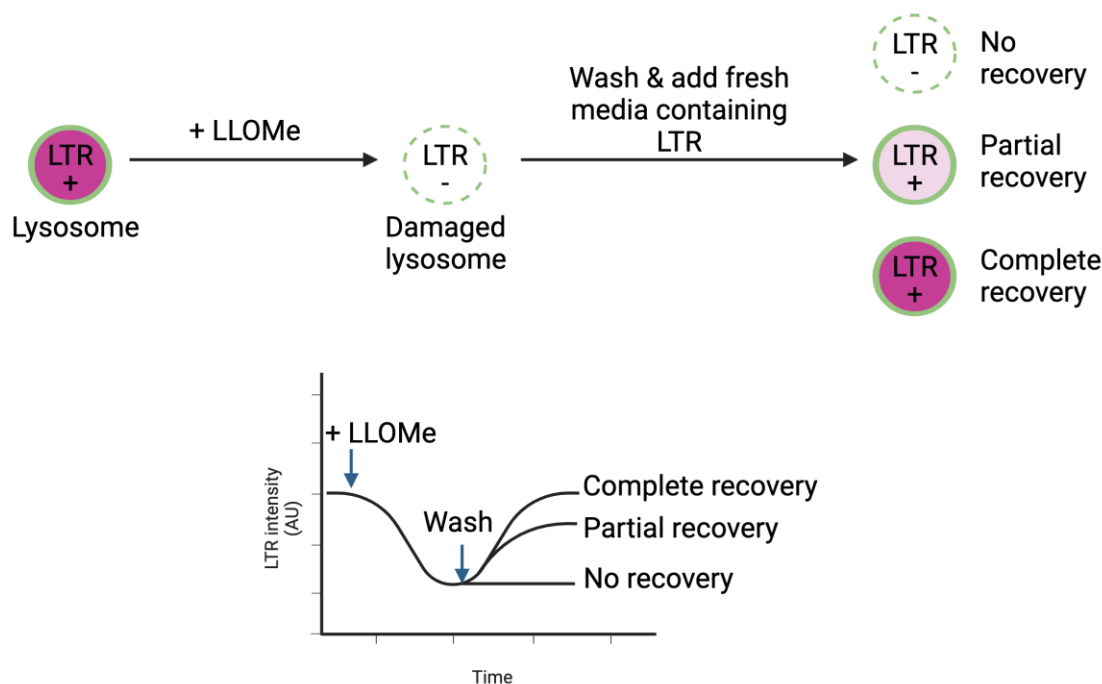 LTR
+
Lysosome
+ LLOMe
LTR
-
Damaged
lysosome
Wash & add fresh
media containing
LTR
LTR
-
No
recovery
LTR
+
Partial
recovery
LTR
+
Complete
recovery
+ LLOMe
Wash
Complete recovery
Partial recovery
No recovery
LTR intensity
(AU)
Time